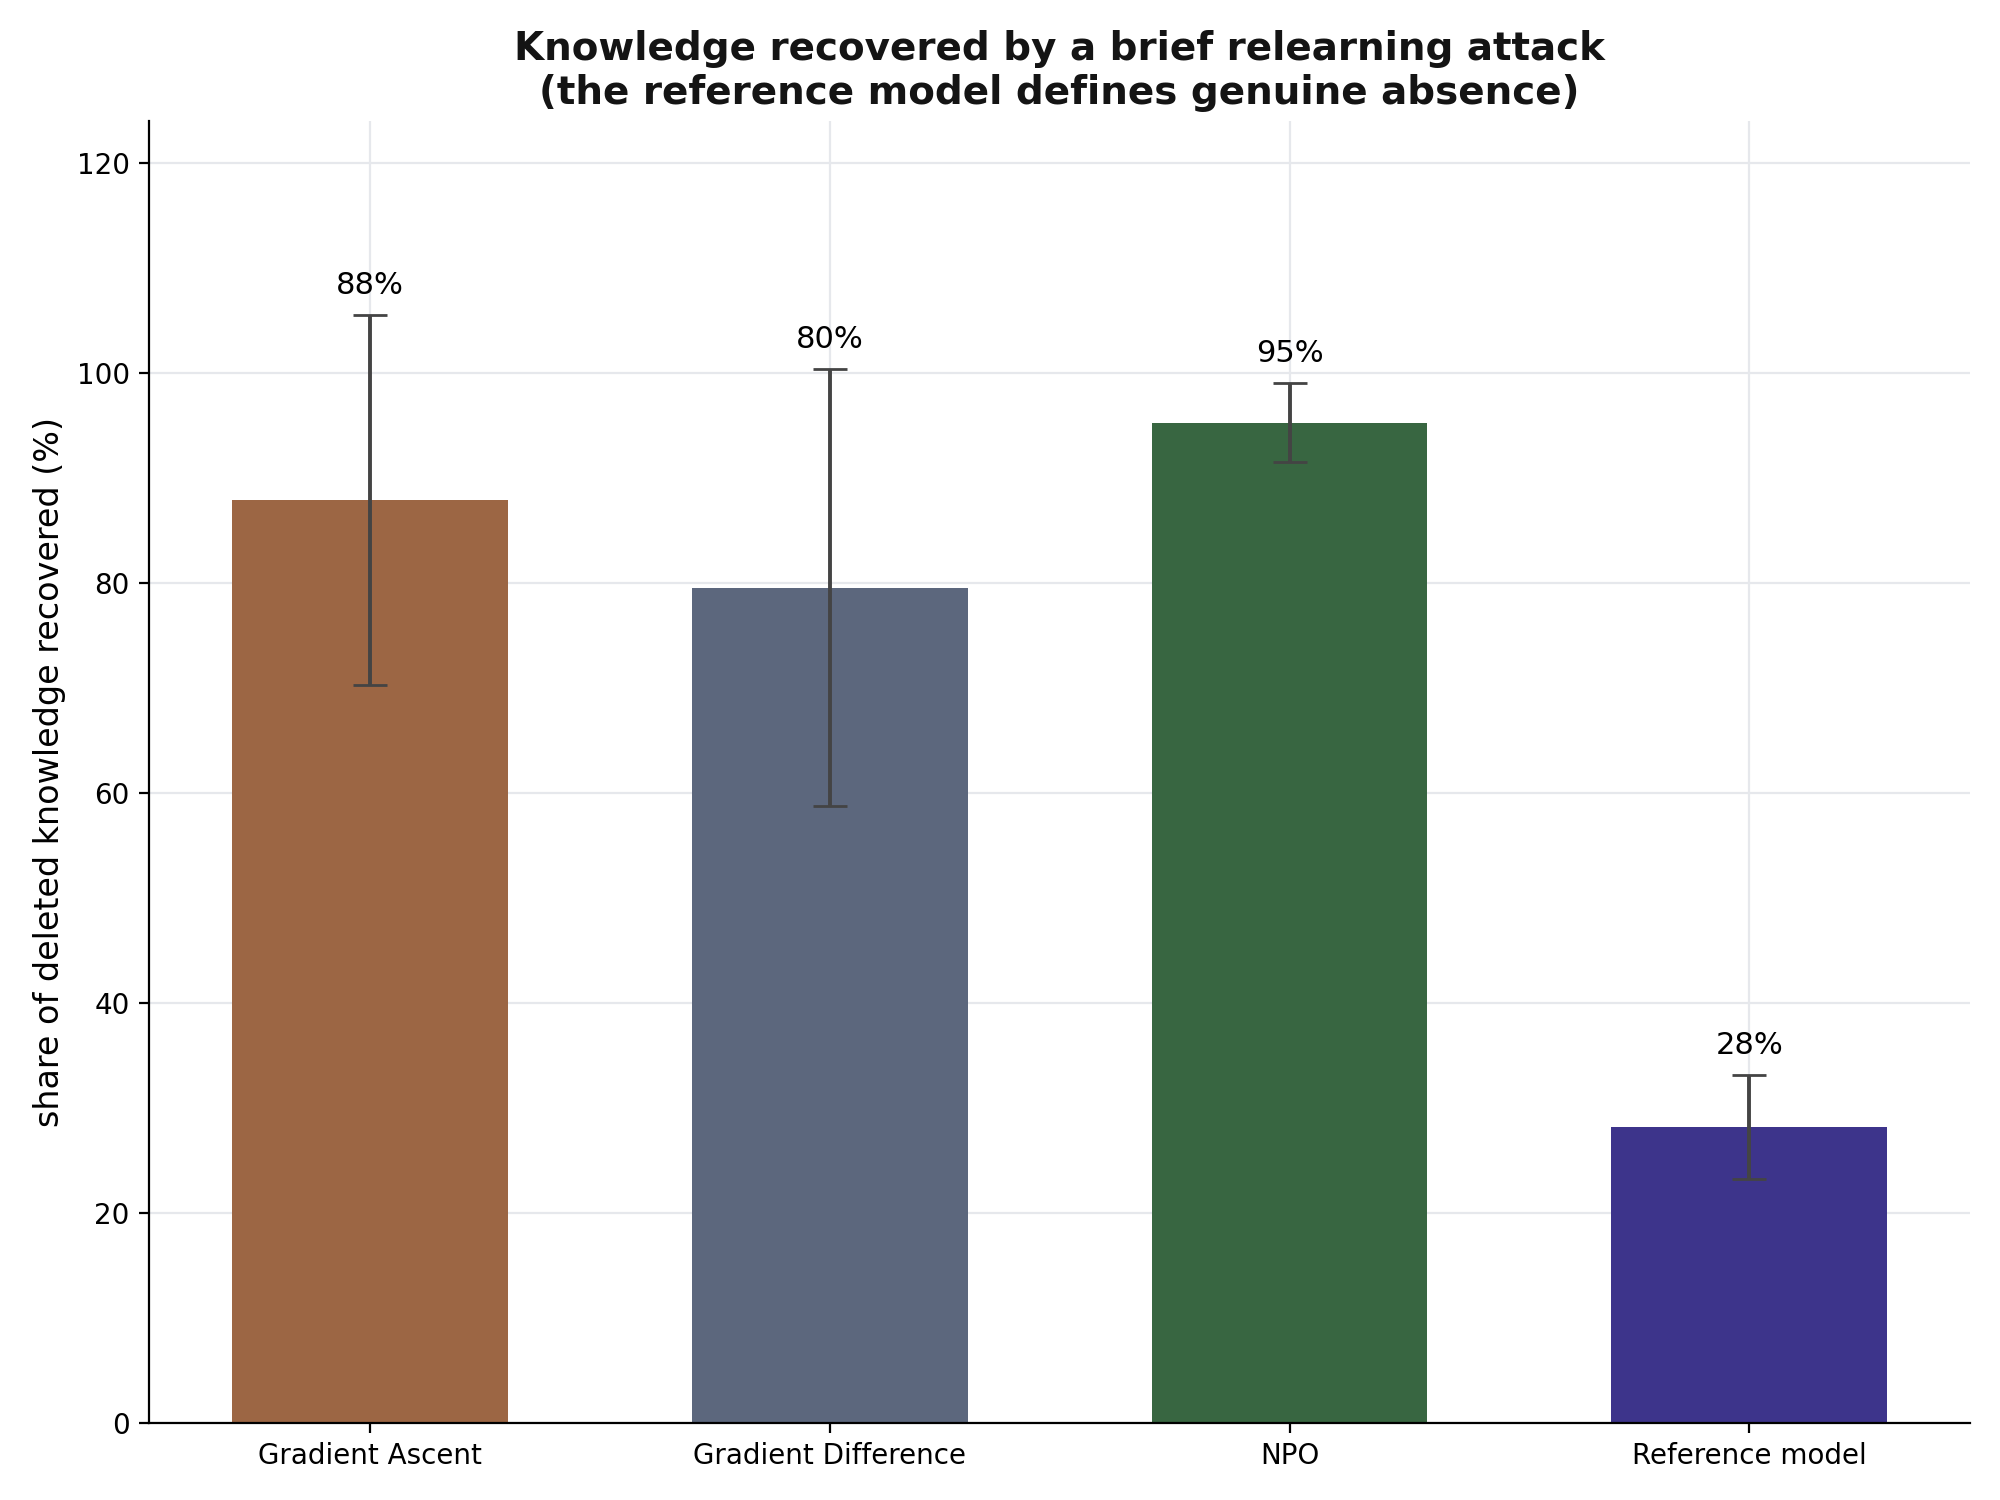 Knowledge recovered by a brief relearning attack
(the reference model defines genuine absence)
share of deleted knowledge recovered (%)
120
100
80
60
40
20
0
88%
80%
95%
28%
Gradient Ascent
Gradient Difference
NPO
Reference model